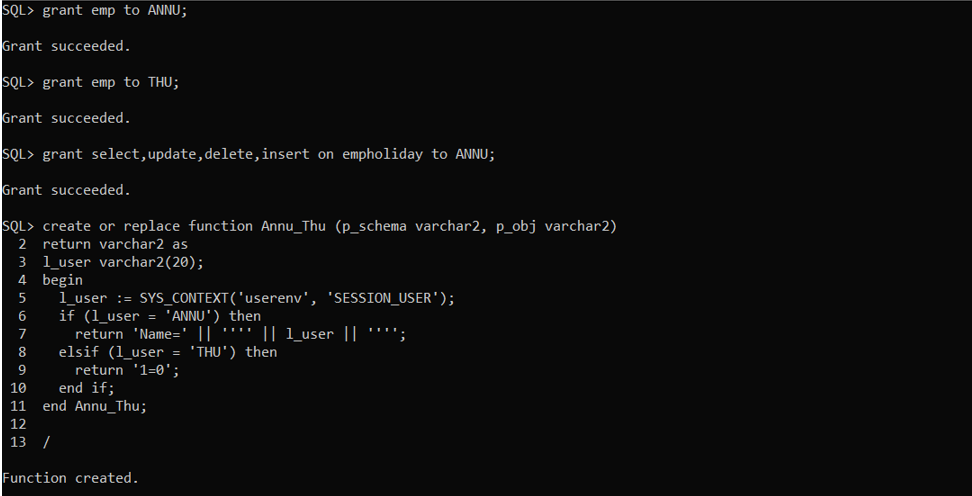 SQL> grant emp to ANNU;
Grant succeeded.
SQL> grant emp to THU;
Grant succeeded.
SQL> grant select,update,delete,insert on empholiday to ANNU;
Grant succeeded.
SQL> create or replace function Annu_Thu (p_schema varchar2, p_obj varchar2)
  2  return varchar2 as
  3  l_user varchar2(20);
  4  begin
  5    l_user := SYS_CONTEXT('userenv', 'SESSION_USER');
  6    if (l_user = 'ANNU') then
  7      return 'Name=' || '''' || l_user || '''';
  8    elsif (l_user = 'THU') then
  9      return '1=0';
 10    end if;
 11  end Annu_Thu;
 12
 13  /
Function created.